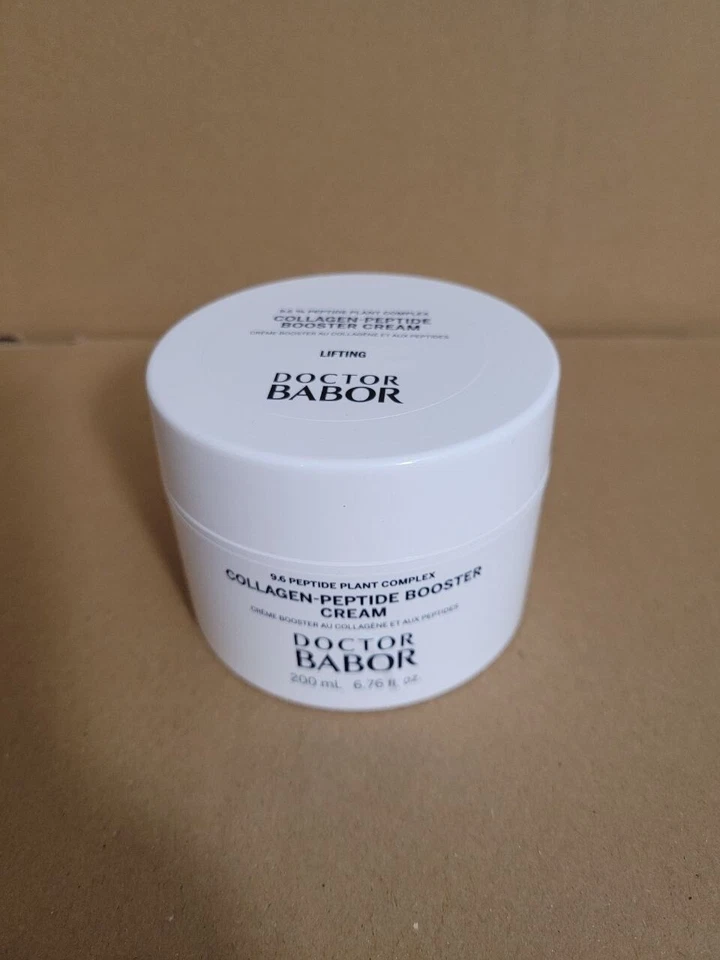 9.6 % PEPTIDE PLANT COMPLEX
COLLAGEN-PEPTIDE
BOOSTER CREAM
CRÈME BOOSTER AU COLLAGÈNE ET AUX PEPTIDES
LIFTING
DOCTOR
BABOR
9.6 PEPTIDE PLANT COMPLEX
COLLAGEN-PEPTIDE BOOSTER
CREAM
CRÈME BOOSTER AU COLLAGÈNE ET AUX PEPTIDES
DOCTOR
BABOR
200 mL 6.76 fl. oz.